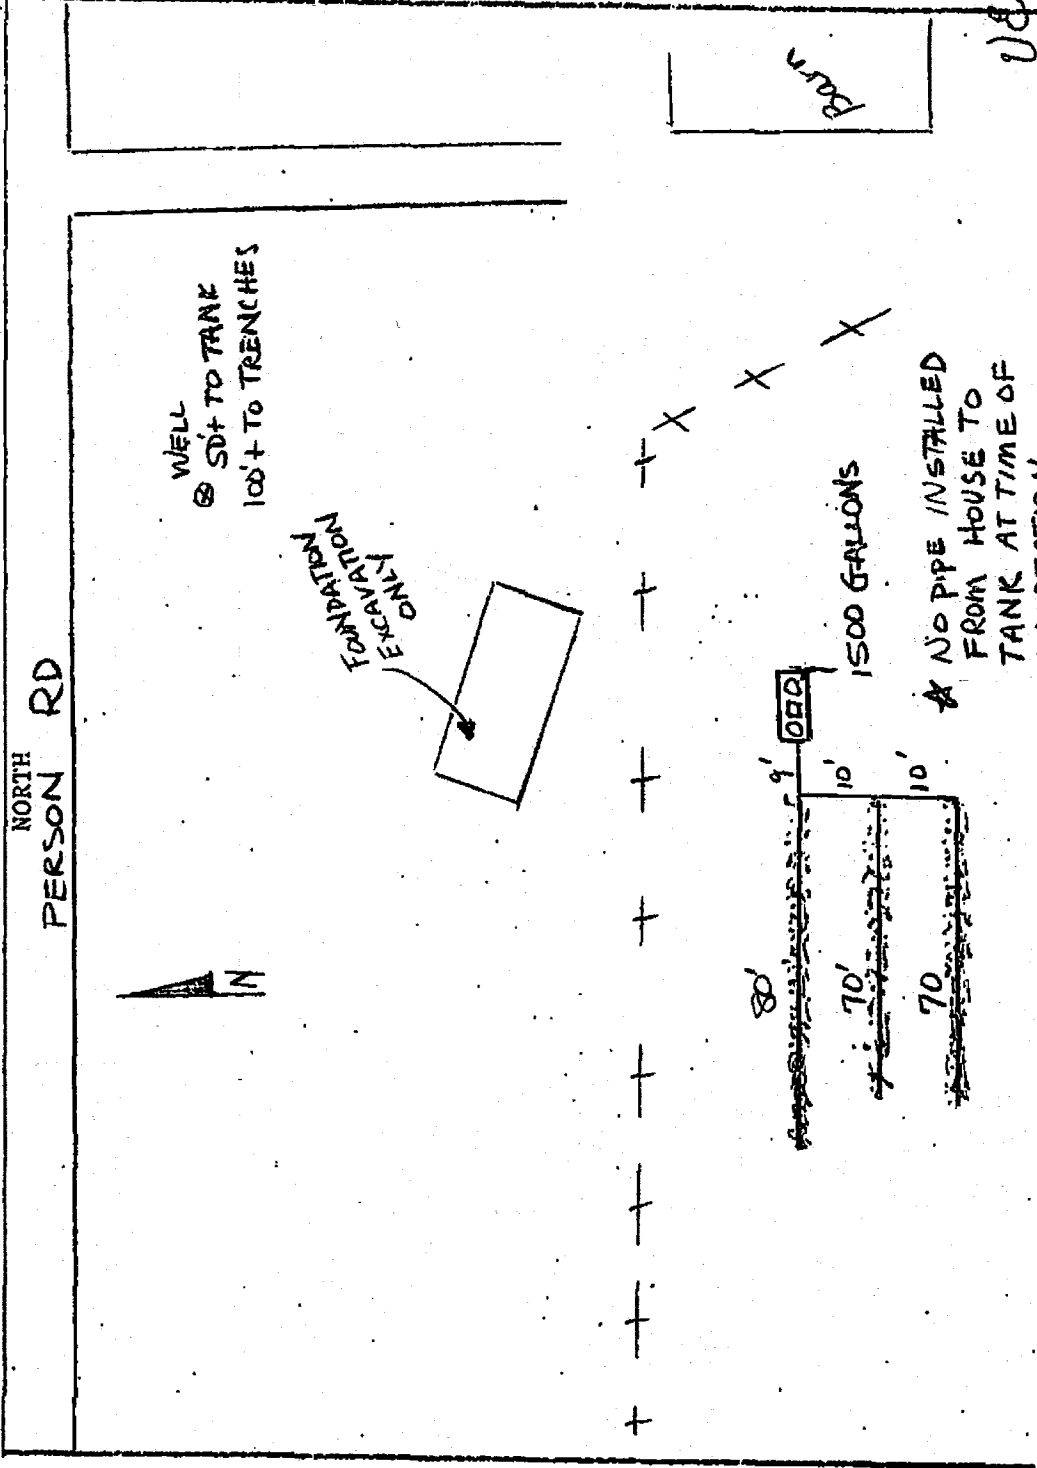 NORTH
PERSON RD
WELL
⊗ 50'+ TO TANK
100'+ TO TRENCHES
FOUNDATION
EXCAVATION
ONLY
N
Barn
1500 GALLONS
9'
10'
10'
80'
70'
70
☆ NO PIPE INSTALLED
FROM HOUSE TO
TANK AT TIME OF